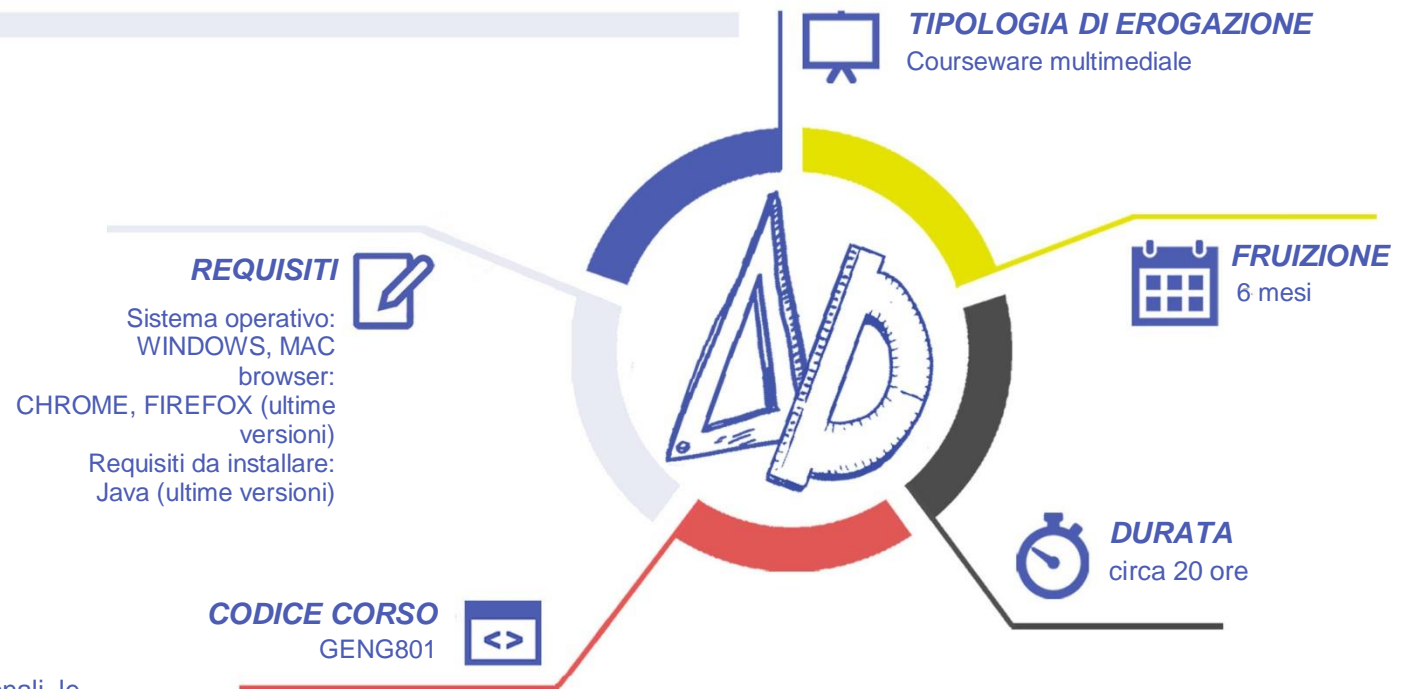 TIPOLOGIA DI EROGAZIONE
Courseware multimediale
REQUISITI
Sistema operativo:
WINDOWS, MAC
browser:
CHROME, FIREFOX (ultime
versioni)
Requisiti da installare:
Java (ultime versioni)
FRUIZIONE
6 mesi
DURATA
circa 20 ore
CODICE CORSO
GENG801